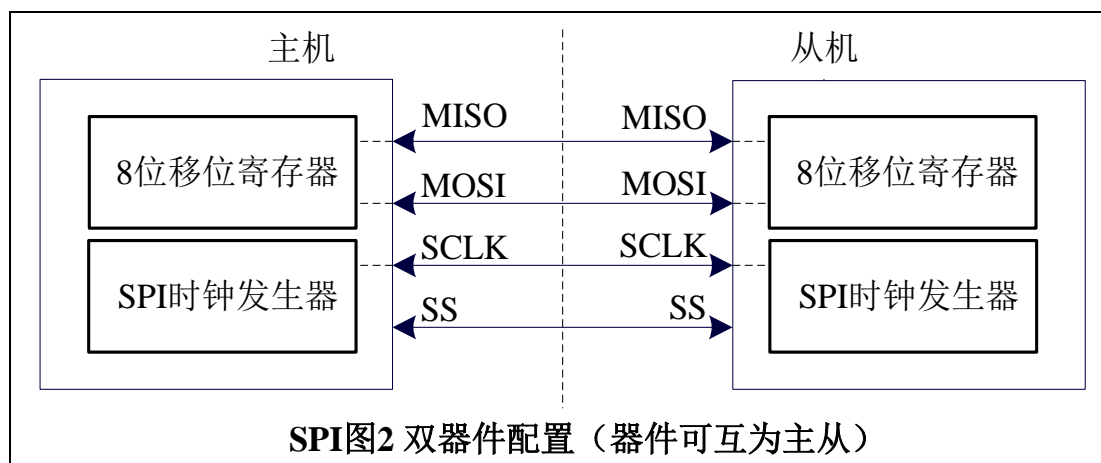 主机 从机
MISO MISO
8位移位寄存器 8位移位寄存器
MOSI MOSI
SCLK SCLK
SPI时钟发生器 SPI时钟发生器
SS SS
SPI图2 双器件配置（器件可互为主从）